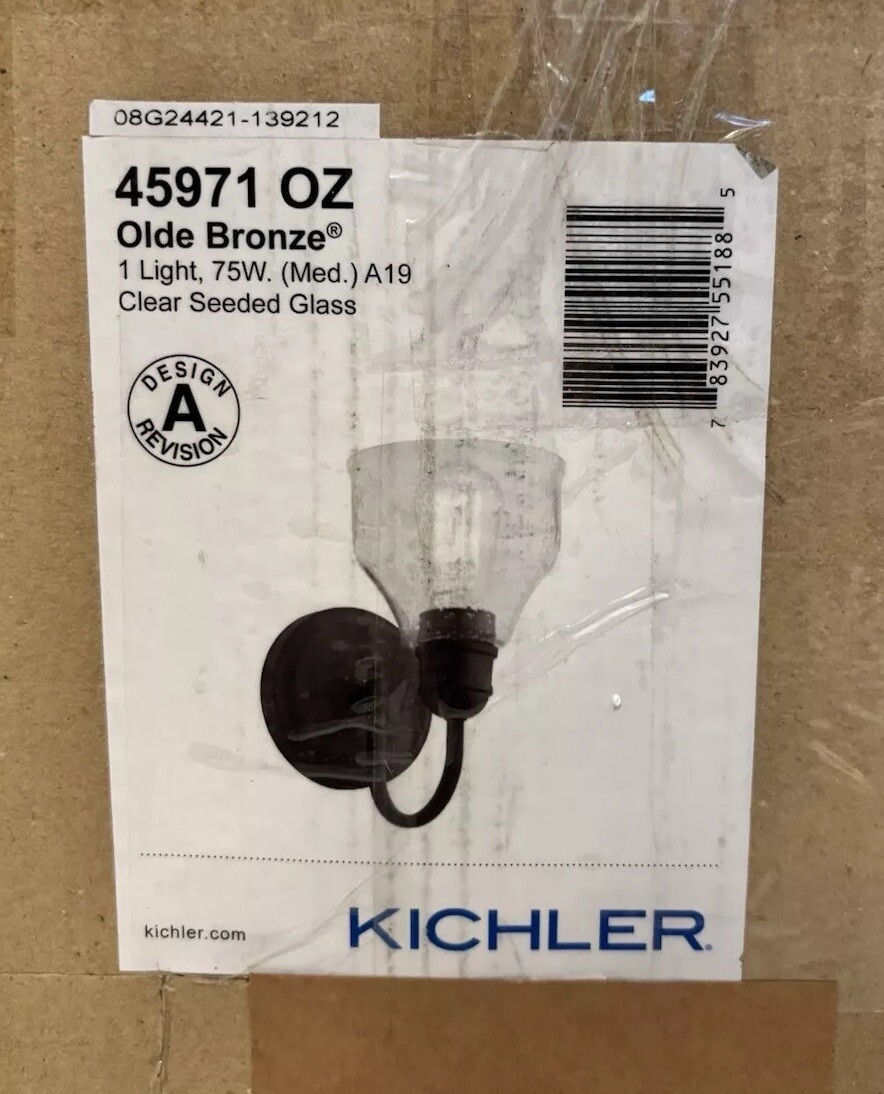 08G24421-139212
45971 OZ
Olde Bronze®
1 Light, 75W. (Med.) A19
Clear Seeded Glass
DESIGN
A
REVISION
7 83927 55188 5
kichler.com
KICHLER.